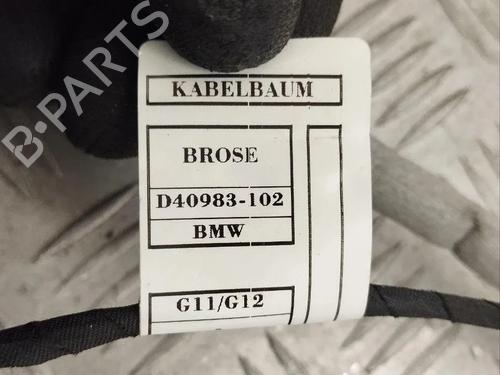 B-PARTS
KABELBAUM
BROSE
D40983-102
BMW
G11/G12